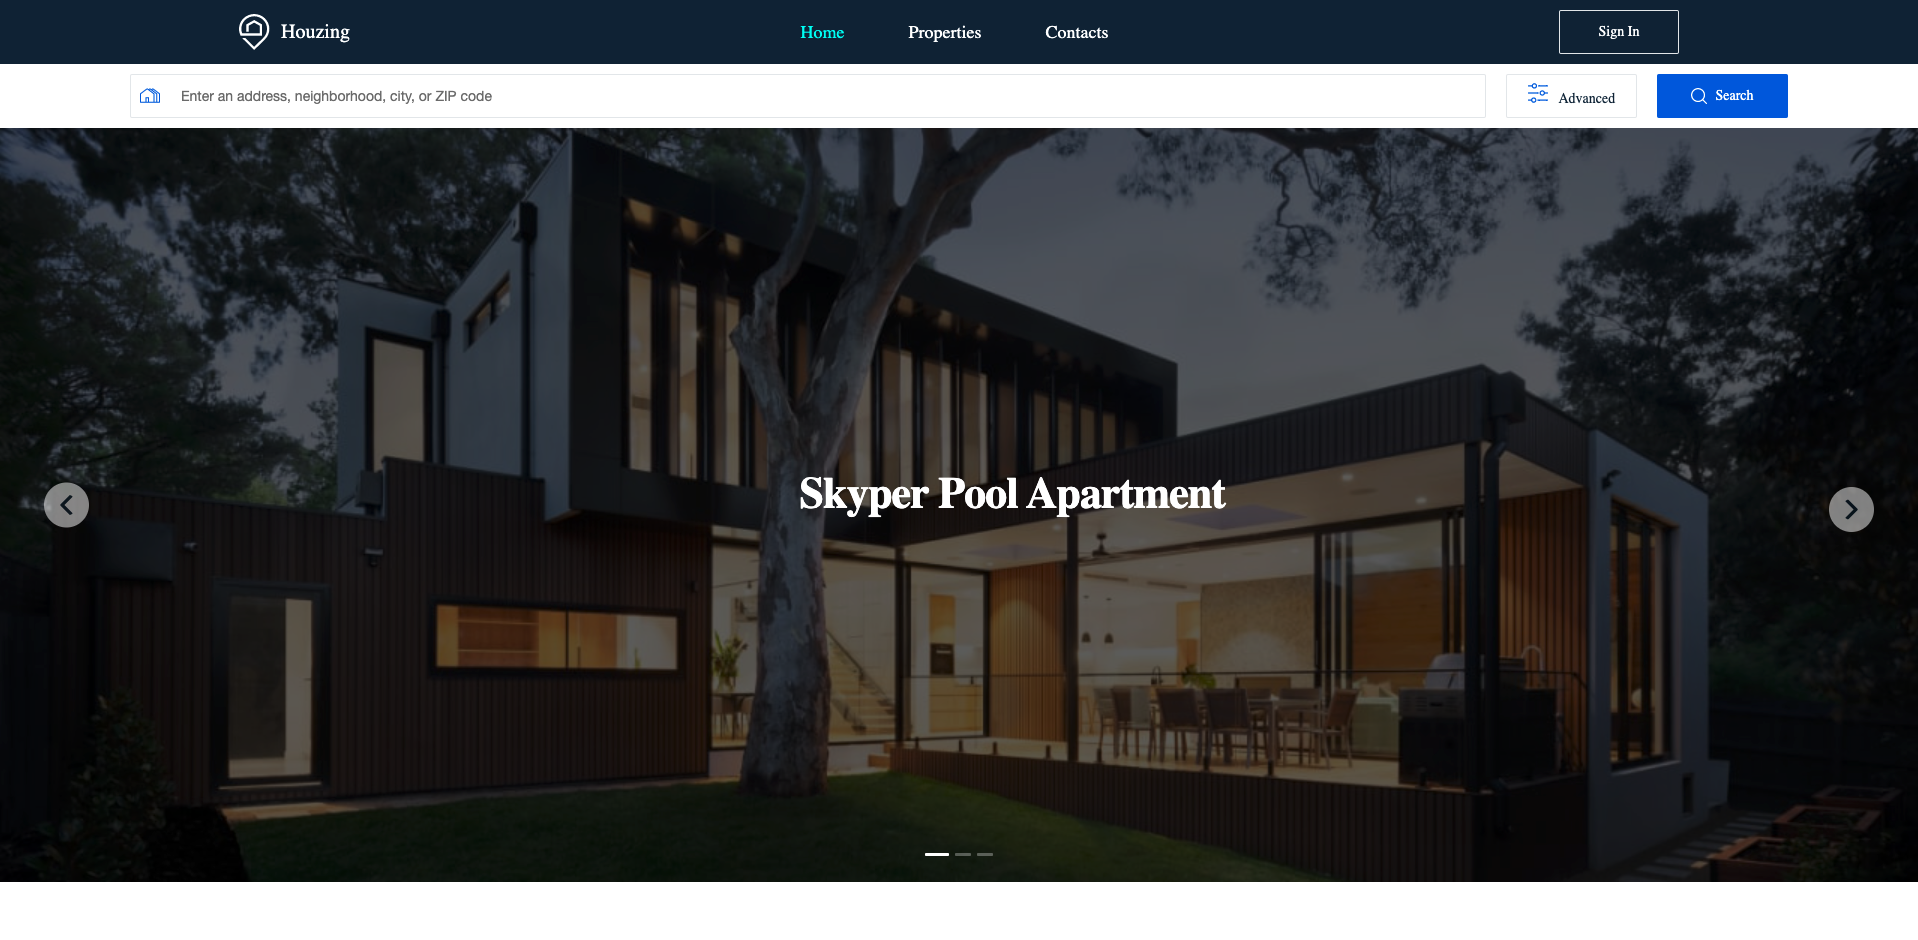 Houzing
Home
Properties
Contacts
Sign In
Enter an address, neighborhood, city, or ZIP code
Advanced
Search
Skyper Pool Apartment